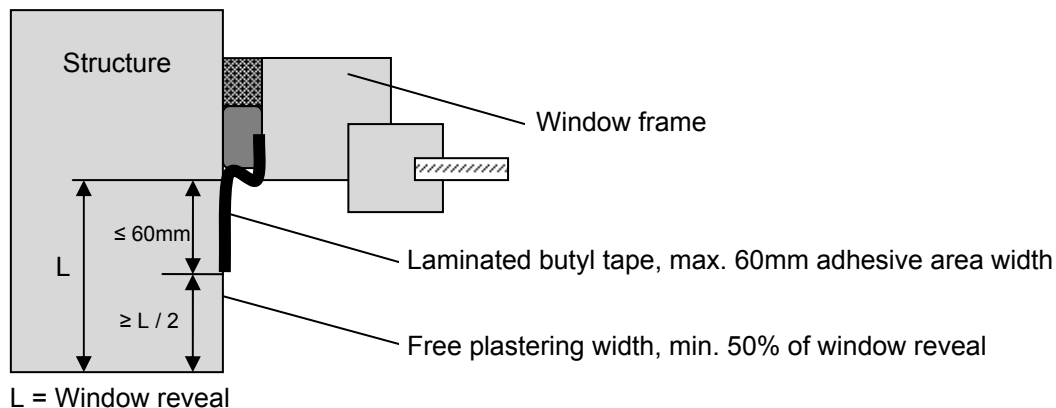 Structure
Window frame
≤ 60mm
L
Laminated butyl tape, max. 60mm adhesive area width
≥ L / 2
Free plastering width, min. 50% of window reveal
L = Window reveal